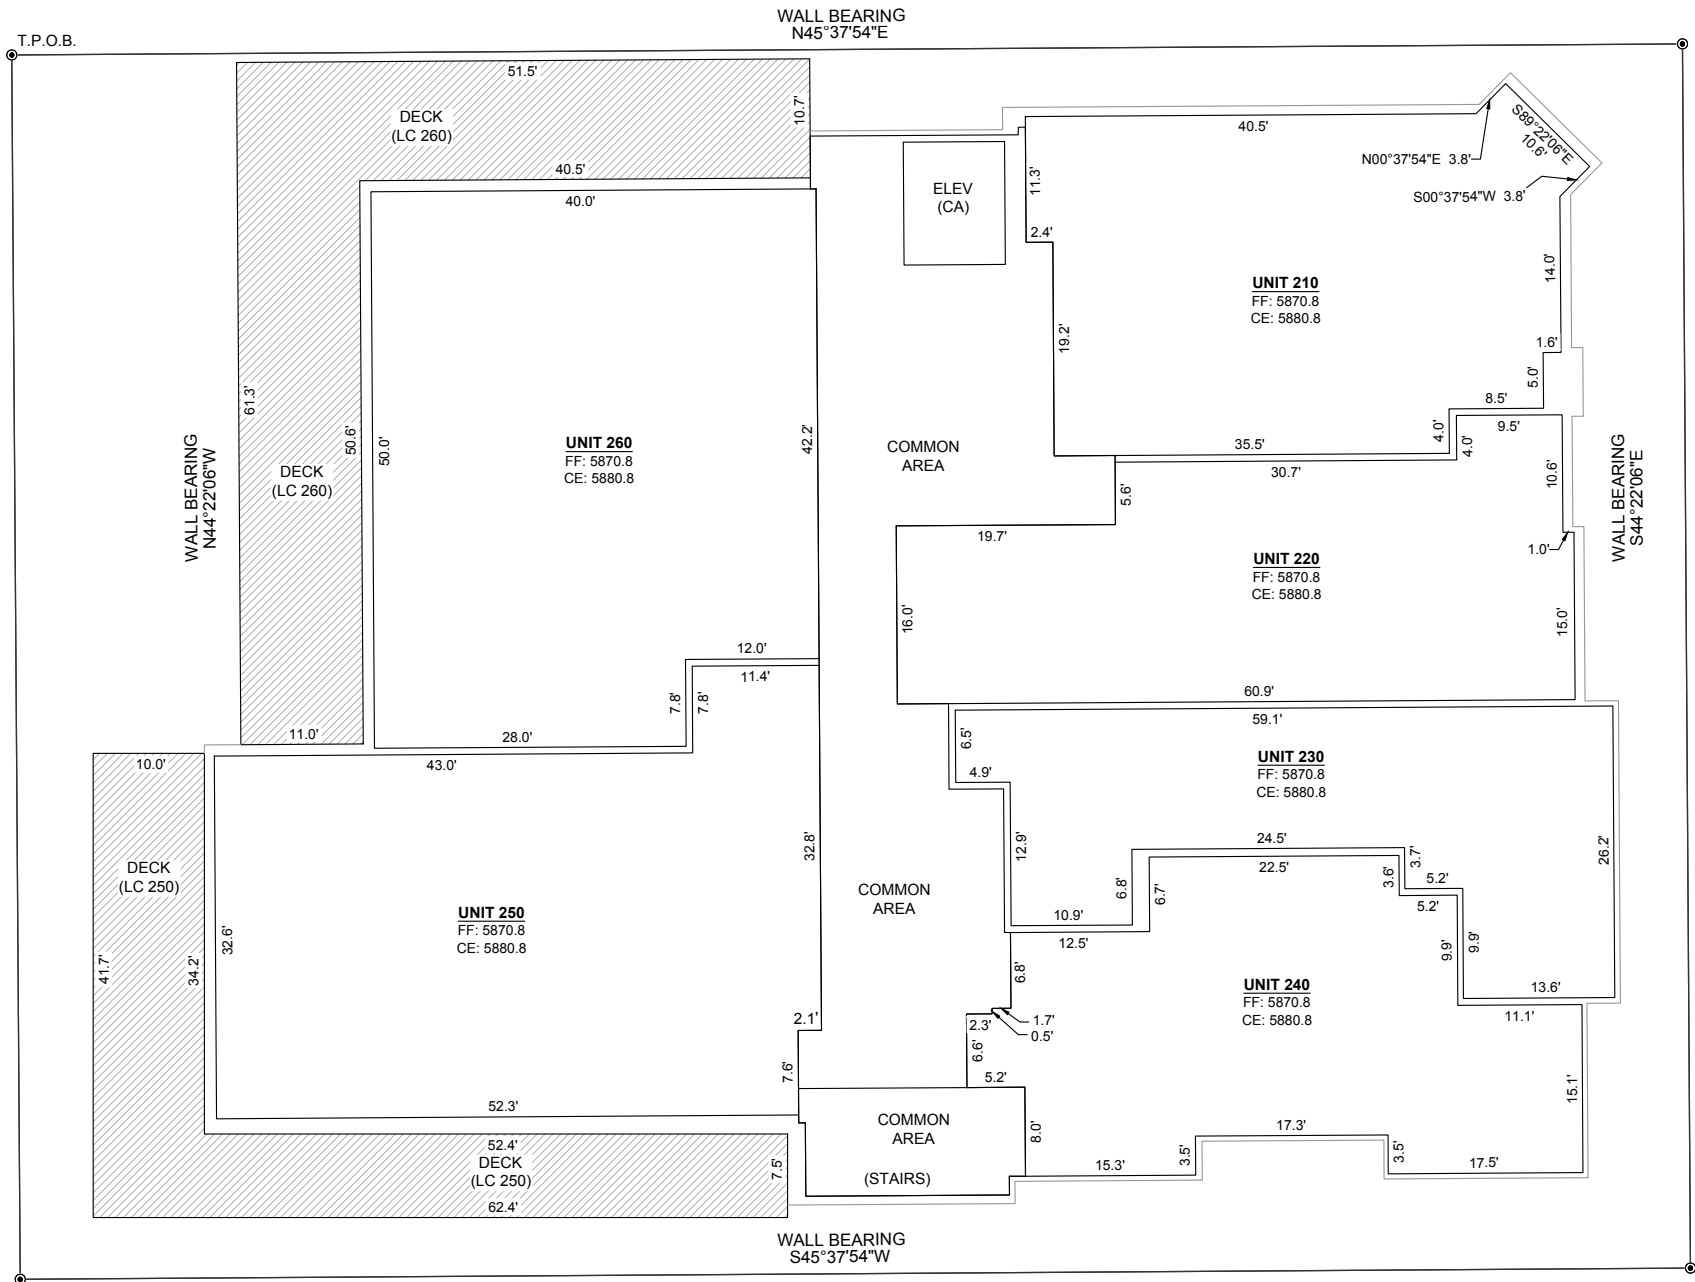 WALL BEARING
N45°37'54"E
T.P.O.B.
51.5'
DECK
(LC 260)
10.7'
40.5'
40.0'
61.3'
50.6'
50.0'
DECK
(LC 260)
WALL BEARING
N44°22'06"W
UNIT 260
FF: 5870.8
CE: 5880.8
42.2'
12.0'
11.4'
7.8'
7.8'
28.0'
11.0'
43.0'
10.0'
ELEV
(CA)
COMMON
AREA
40.5'
11.3'
2.4'
19.2'
N00°37'54"E 3.8'
S89°22'06"E
10.6'
S00°37'54"W 3.8'
UNIT 210
FF: 5870.8
CE: 5880.8
14.0'
1.6'
5.0'
8.5'
4.0'
4.0'
9.5'
35.5'
30.7'
5.6'
10.6'
WALL BEARING
S44°22'06"E
19.7'
1.0'
UNIT 220
FF: 5870.8
CE: 5880.8
16.0'
15.0'
60.9'
59.1'
6.5'
4.9'
UNIT 230
FF: 5870.8
CE: 5880.8
12.9'
24.5'
22.5'
3.7'
3.6'
26.2'
6.8'
6.7'
5.2'
5.2'
10.9'
12.5'
9.9'
9.9'
13.6'
11.1'
DECK
(LC 250)
41.7'
34.2'
32.6'
UNIT 250
FF: 5870.8
CE: 5880.8
32.8'
COMMON
AREA
2.1'
7.6'
52.3'
6.8'
1.7'
0.5'
2.3'
6.6'
5.2'
UNIT 240
FF: 5870.8
CE: 5880.8
15.1'
COMMON
AREA
(STAIRS)
8.0'
15.3'
3.5'
17.3'
3.5'
17.5'
52.4'
DECK
(LC 250)
7.5'
62.4'
WALL BEARING
S45°37'54"W